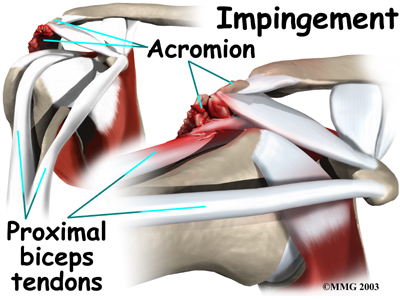 Impingement
Acromion
Proximal
biceps
tendons
©MMG 2003